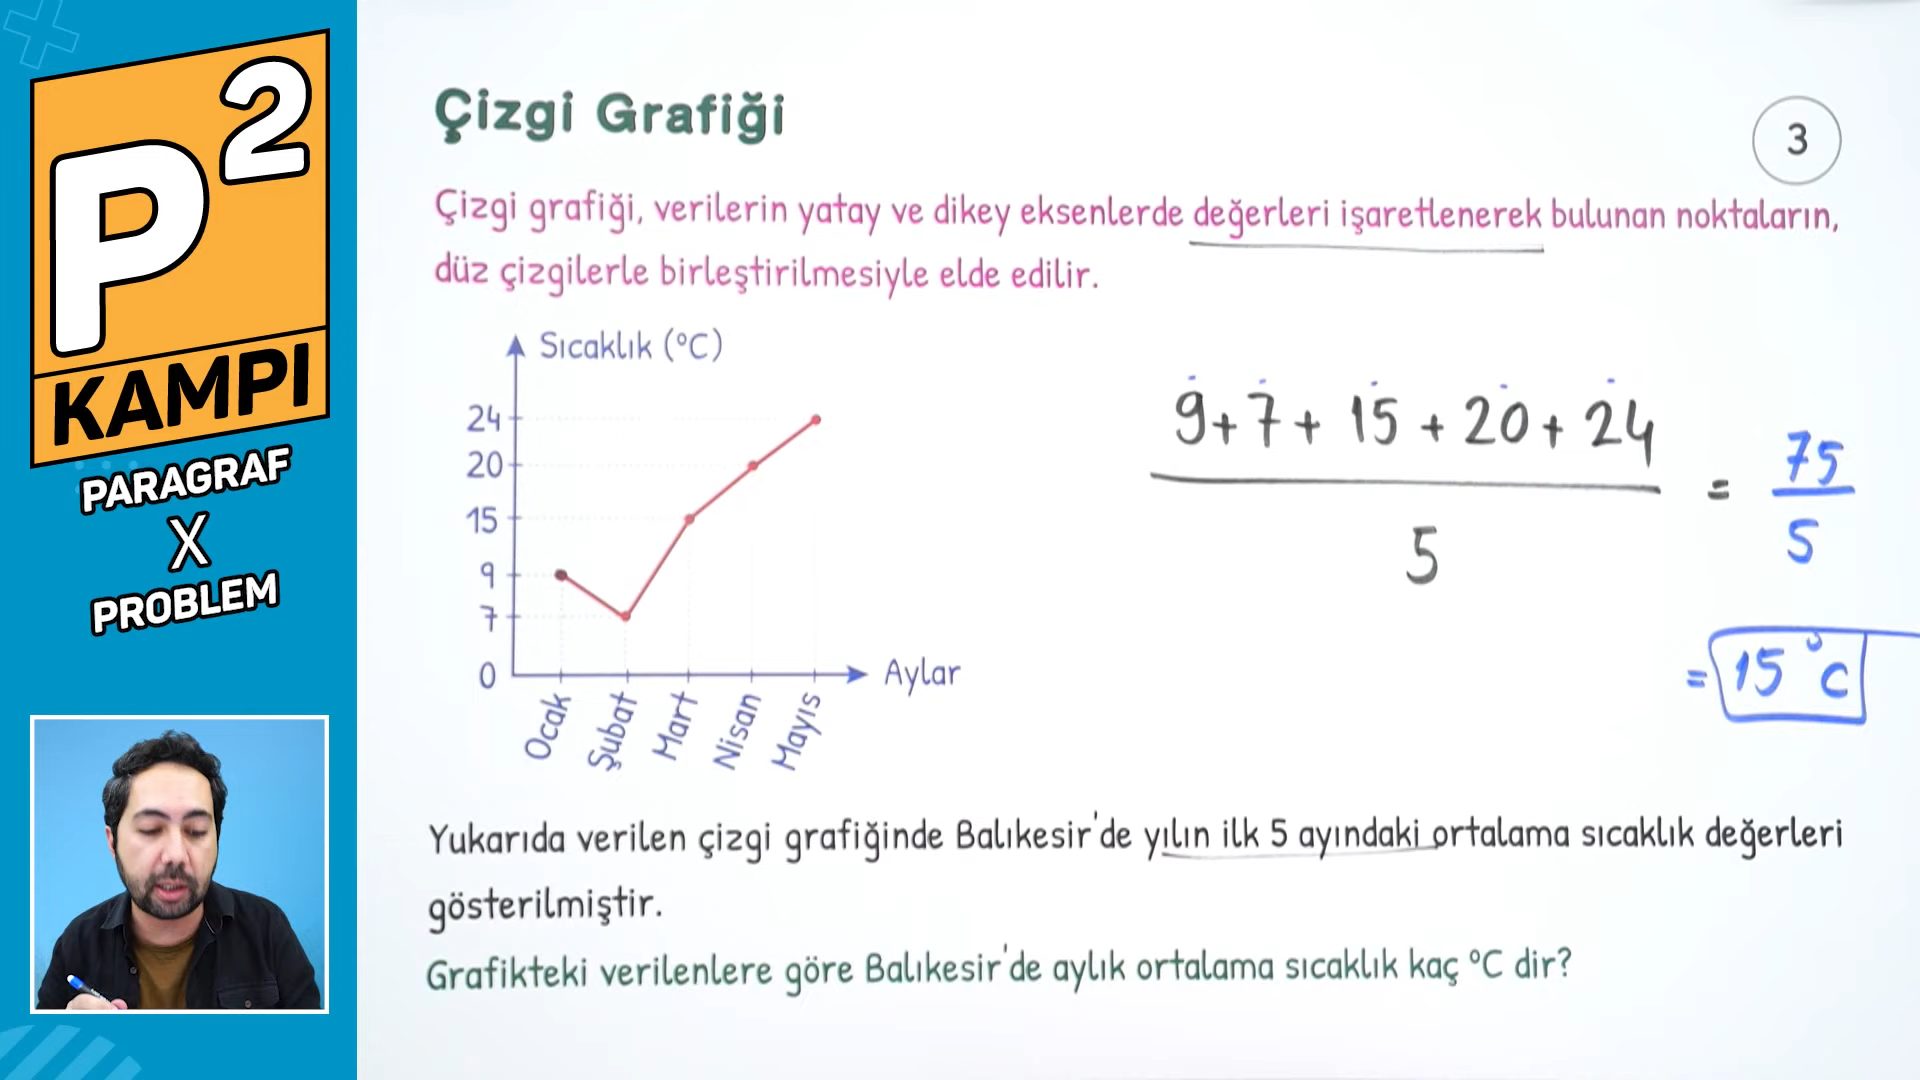 P²
KAMPI
PARAGRAF
X
PROBLEM
Çizgi Grafiği
3
Çizgi grafiği, verilerin yatay ve dikey eksenlerde değerleri işaretlenerek bulunan noktaların,
düz çizgilerle birleştirilmesiyle elde edilir.
Sıcaklık (°C)
24
20
15
9
7
0
Ocak
Şubat
Mart
Nisan
Mayıs
Aylar
9+7+15+20+24
5
= 75
5
= 15 °C
Yukarıda verilen çizgi grafiğinde Balıkesir'de yılın ilk 5 ayındaki ortalama sıcaklık değerleri
gösterilmiştir.
Grafikteki verilenlere göre Balıkesir'de aylık ortalama sıcaklık kaç °C dir?